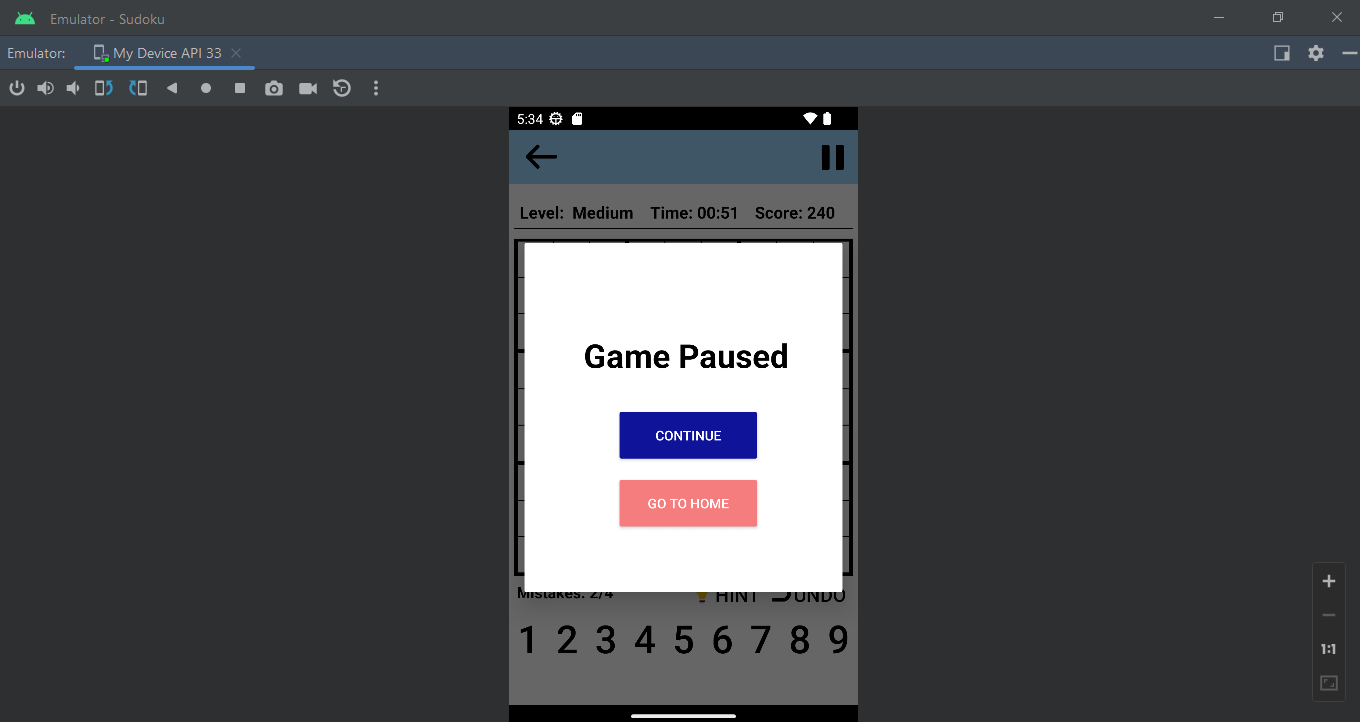 Emulator - Sudoku
Emulator: My Device API 33
5:34
Level: Medium Time: 00:51 Score: 240
Game Paused
CONTINUE
GO TO HOME
Mistakes: 2/4 HINT UNDO
1 2 3 4 5 6 7 8 9
1:1